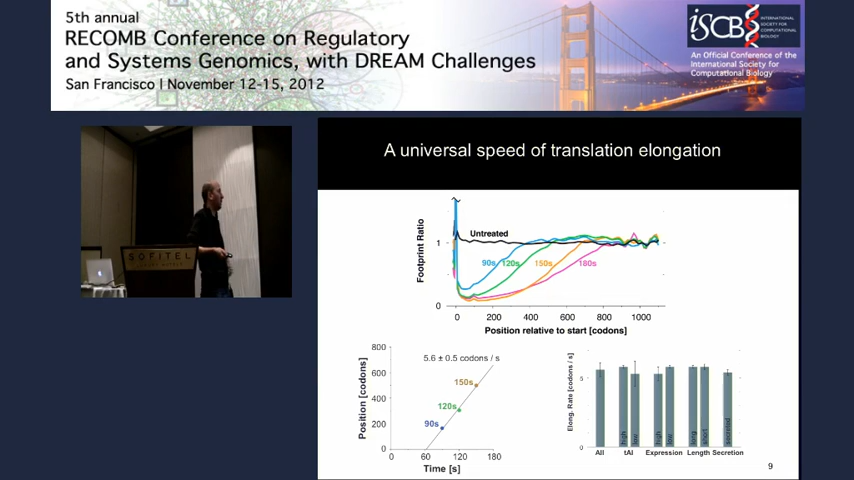 5th annual
RECOMB Conference on Regulatory
and Systems Genomics, with DREAM Challenges
San Francisco | November 12-15, 2012
iSCB
INTERNATIONAL
SOCIETY FOR
COMPUTATIONAL
BIOLOGY
An Official Conference of the
International Society for
Computational Biology
SOFITEL
A universal speed of translation elongation
Footprint Ratio
1
0
Untreated
90s
120s
150s
180s
0 200 400 600 800 1000
Position relative to start [codons]
Position [codons]
800
600
400
200
0
5.6 ± 0.5 codons / s
150s
120s
90s
0 60 90 120 150 180
Time [s]
Elong. Rate [codons / s]
5
0
high
low
high
low
long
short
secreted
All tAI Expression Length Secretion
9